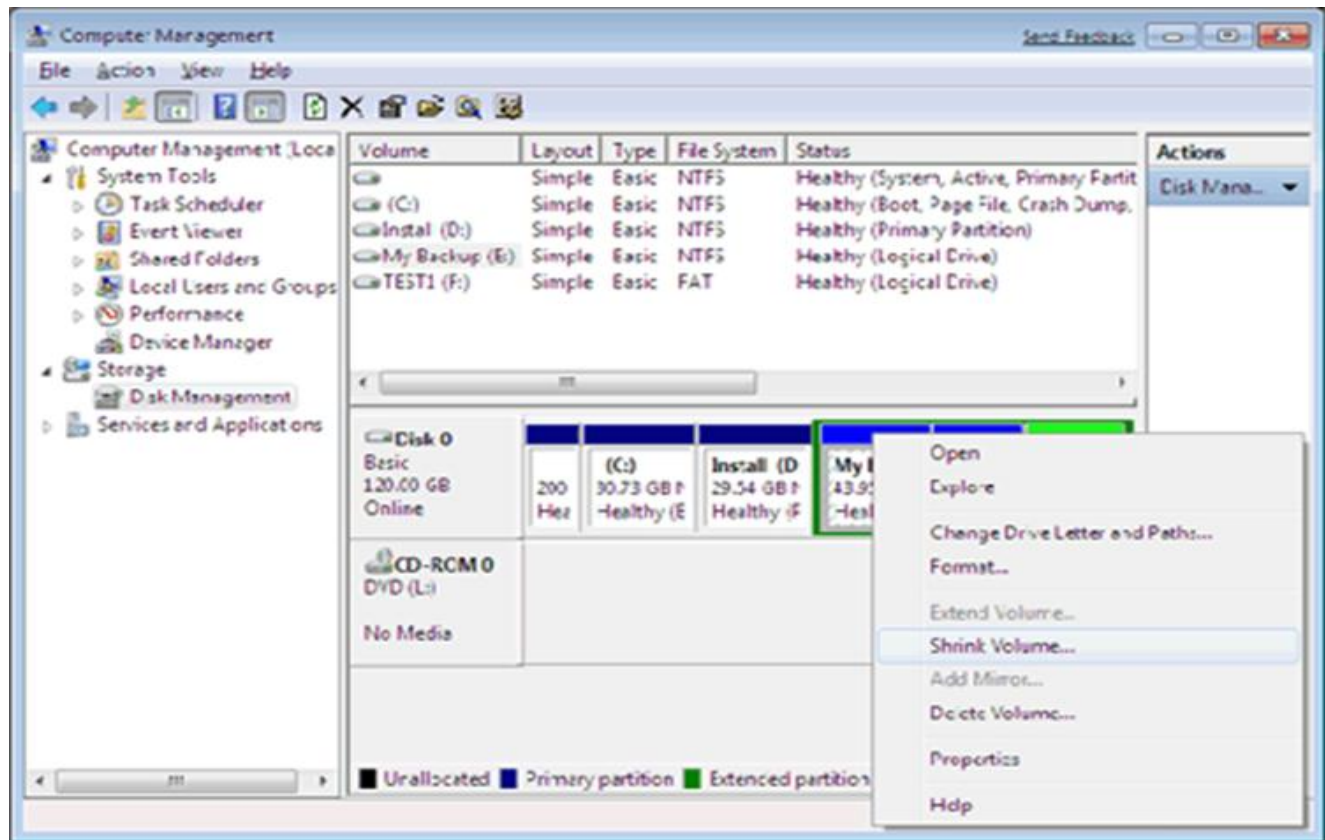 Computer Management
Send Feedback
File Action View Help
Computer Management (Loca
System Tools
Task Scheduler
Event Viewer
Shared Folders
Local Users and Groups
Performance
Device Manager
Storage
Disk Management
Services and Applications
Volume Layout Type File System Status
Simple Basic NTFS Healthy (System, Active, Primary Partit
(C:) Simple Basic NTFS Healthy (Boot, Page File, Crash Dump,
Install (D:) Simple Basic NTFS Healthy (Primary Partition)
My Backup (E:) Simple Basic NTFS Healthy (Logical Drive)
TEST1 (F:) Simple Basic FAT Healthy (Logical Drive)
Actions
Disk Mana...
Disk 0
Basic
120.00 GB
Online
200
Hea
(C:)
30.73 GB N
Healthy (B
Install (D
29.54 GB N
Healthy (P
My
43.9
Heal
CD-ROM 0
DVD (L:)
No Media
Unallocated Primary partition Extended partition
Open
Explore
Change Drive Letter and Paths...
Format...
Extend Volume...
Shrink Volume...
Add Mirror...
Delete Volume...
Properties
Help